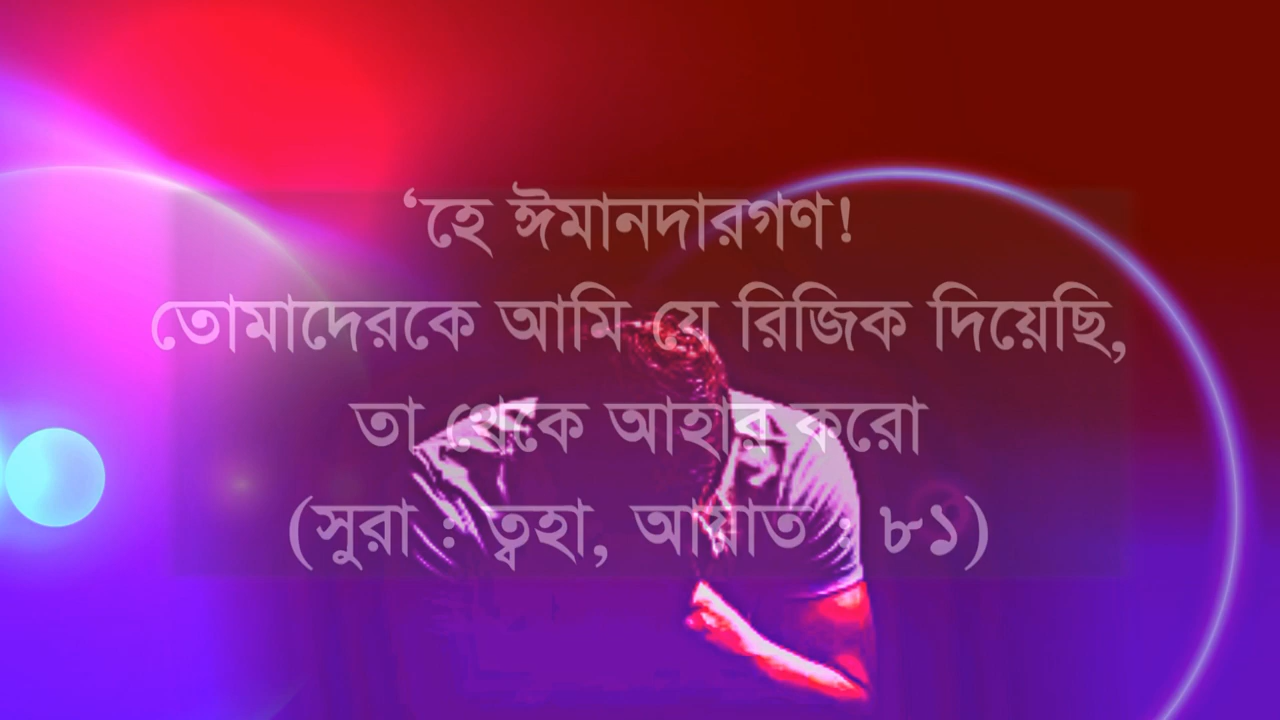 ‘হে ঈমানদারগণ!
তোমাদেরকে আমি যে রিজিক দিয়েছি,
তা থেকে আহার করো
(সুরা : ত্বহা, আয়াত : ৮১)